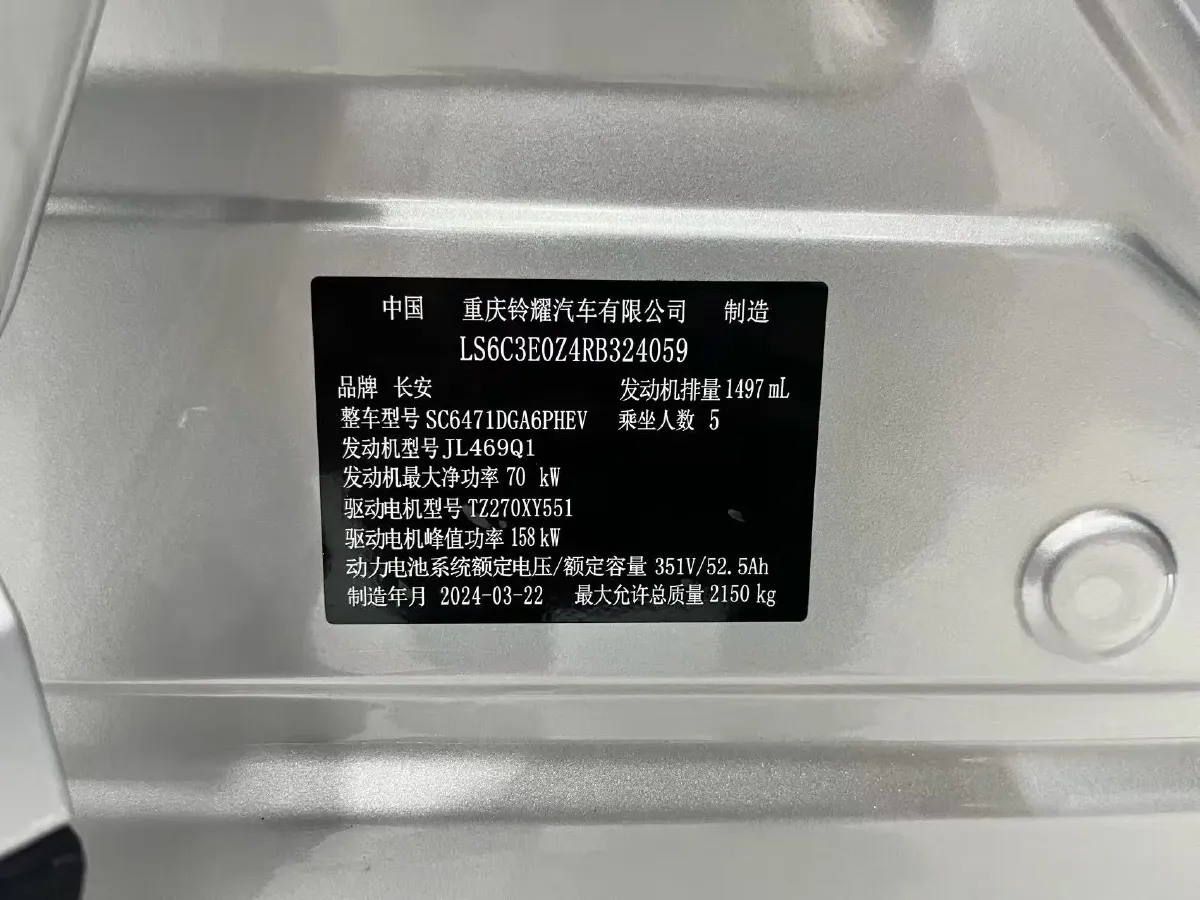 中国 重庆铃耀汽车有限公司 制造
LS6C3E0Z4RB324059
品牌 长安 发动机排量 1497 mL
整车型号 SC6471DGA6PHEV 乘坐人数 5
发动机型号 JL469Q1
发动机最大净功率 70 kW
驱动电机型号 TZ270XY551
驱动电机峰值功率 158 kW
动力电池系统额定电压/额定容量 351V/52.5Ah
制造年月 2024-03-22 最大允许总质量 2150 kg